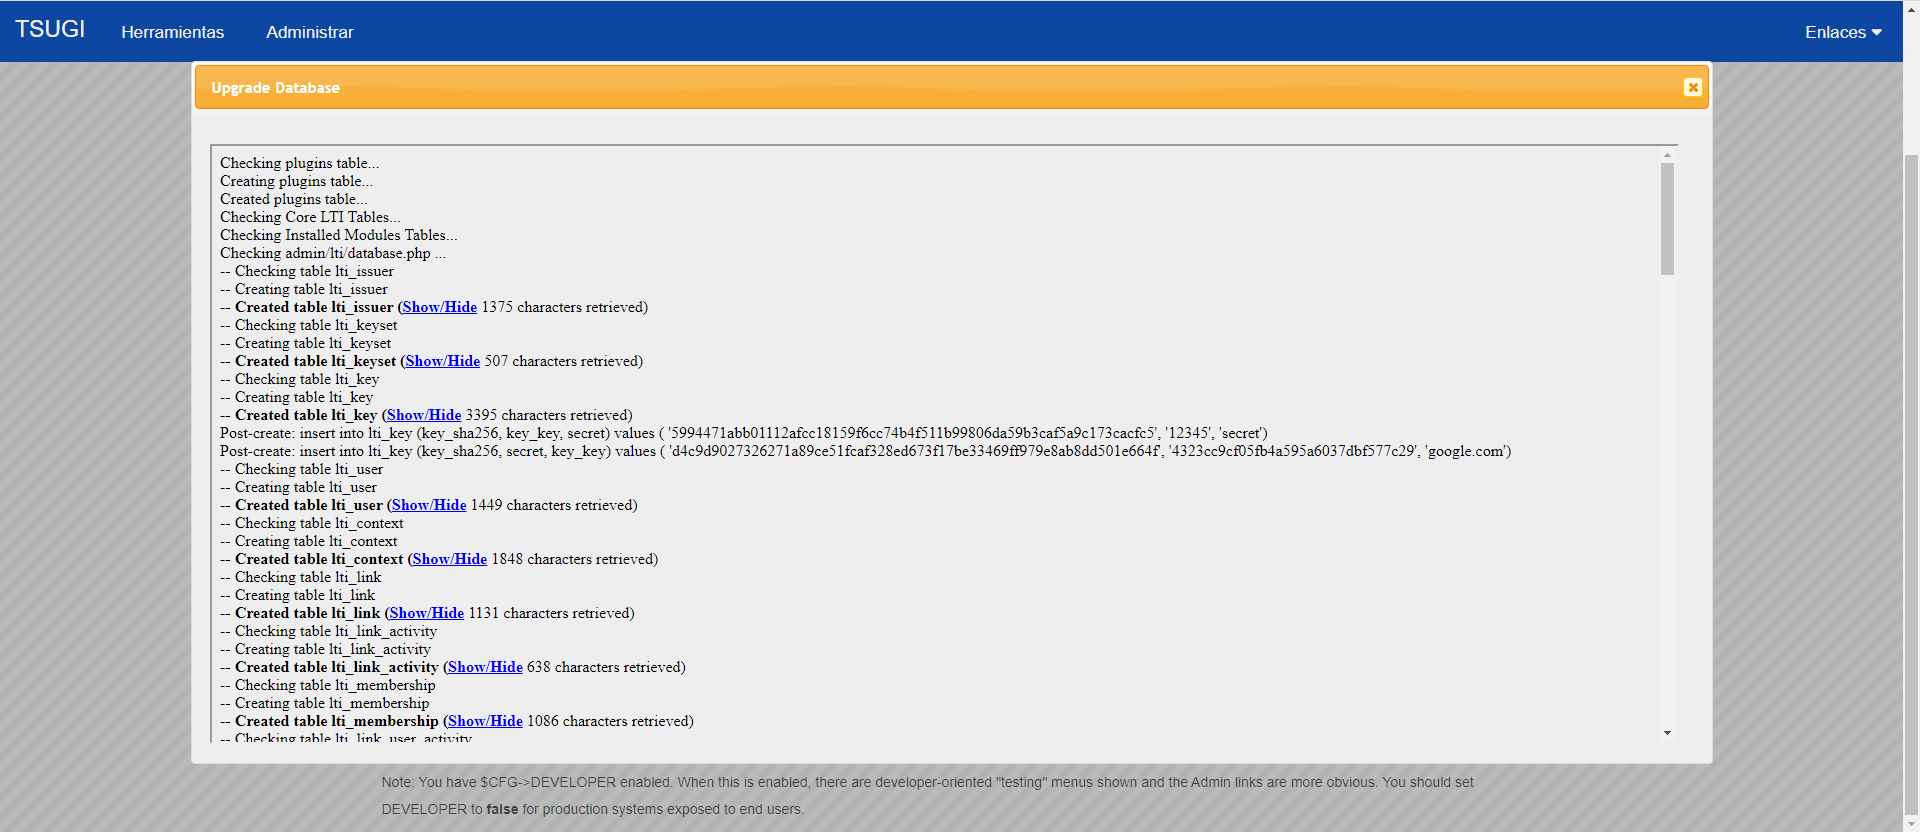 TSUGI Herramientas Administrar Enlaces
Upgrade Database
Checking plugins table...
Creating plugins table...
Created plugins table...
Checking Core LTI Tables...
Checking Installed Modules Tables...
Checking admin/lti/database.php ...
-- Checking table lti_issuer
-- Creating table lti_issuer
-- Created table lti_issuer (Show/Hide 1375 characters retrieved)
-- Checking table lti_keyset
-- Creating table lti_keyset
-- Created table lti_keyset (Show/Hide 507 characters retrieved)
-- Checking table lti_key
-- Creating table lti_key
-- Created table lti_key (Show/Hide 3395 characters retrieved)
Post-create: insert into lti_key (key_sha256, key_key, secret) values ( '5994471abb01112afcc18159f6cc74b4f511b99806da59b3caf5a9c173cacfc5', '12345', 'secret')
Post-create: insert into lti_key (key_sha256, secret, key_key) values ( 'd4c9d9027326271a89ce51fcaf328ed673f17be33469ff979e8ab8dd501e664f', '4323cc9cf05fb4a595a6037dbf577c29', 'google.com')
-- Checking table lti_user
-- Creating table lti_user
-- Created table lti_user (Show/Hide 1449 characters retrieved)
-- Checking table lti_context
-- Creating table lti_context
-- Created table lti_context (Show/Hide 1848 characters retrieved)
-- Checking table lti_link
-- Creating table lti_link
-- Created table lti_link (Show/Hide 1131 characters retrieved)
-- Checking table lti_link_activity
-- Creating table lti_link_activity
-- Created table lti_link_activity (Show/Hide 638 characters retrieved)
-- Checking table lti_membership
-- Creating table lti_membership
-- Created table lti_membership (Show/Hide 1086 characters retrieved)
-- Checking table lti_link_user_activity
Note: You have $CFG->DEVELOPER enabled. When this is enabled, there are developer-oriented "testing" menus shown and the Admin links are more obvious. You should set
DEVELOPER to false for production systems exposed to end users.